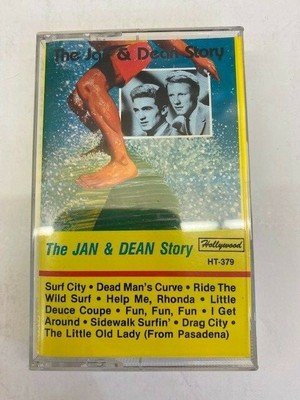 The Jan & Dean Story
The JAN & DEAN Story
Hollywood
HT-379
Surf City • Dead Man's Curve • Ride The
Wild Surf • Help Me, Rhonda • Little
Deuce Coupe • Fun, Fun, Fun • I Get
Around • Sidewalk Surfin' • Drag City •
The Little Old Lady (From Pasadena)